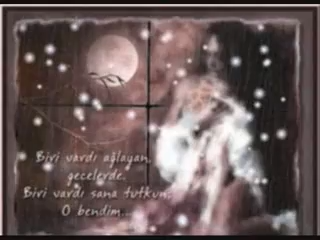 Biri vardı ağlayan,
gecelerde,
Biri vardı sana tutkun,
O bendim...